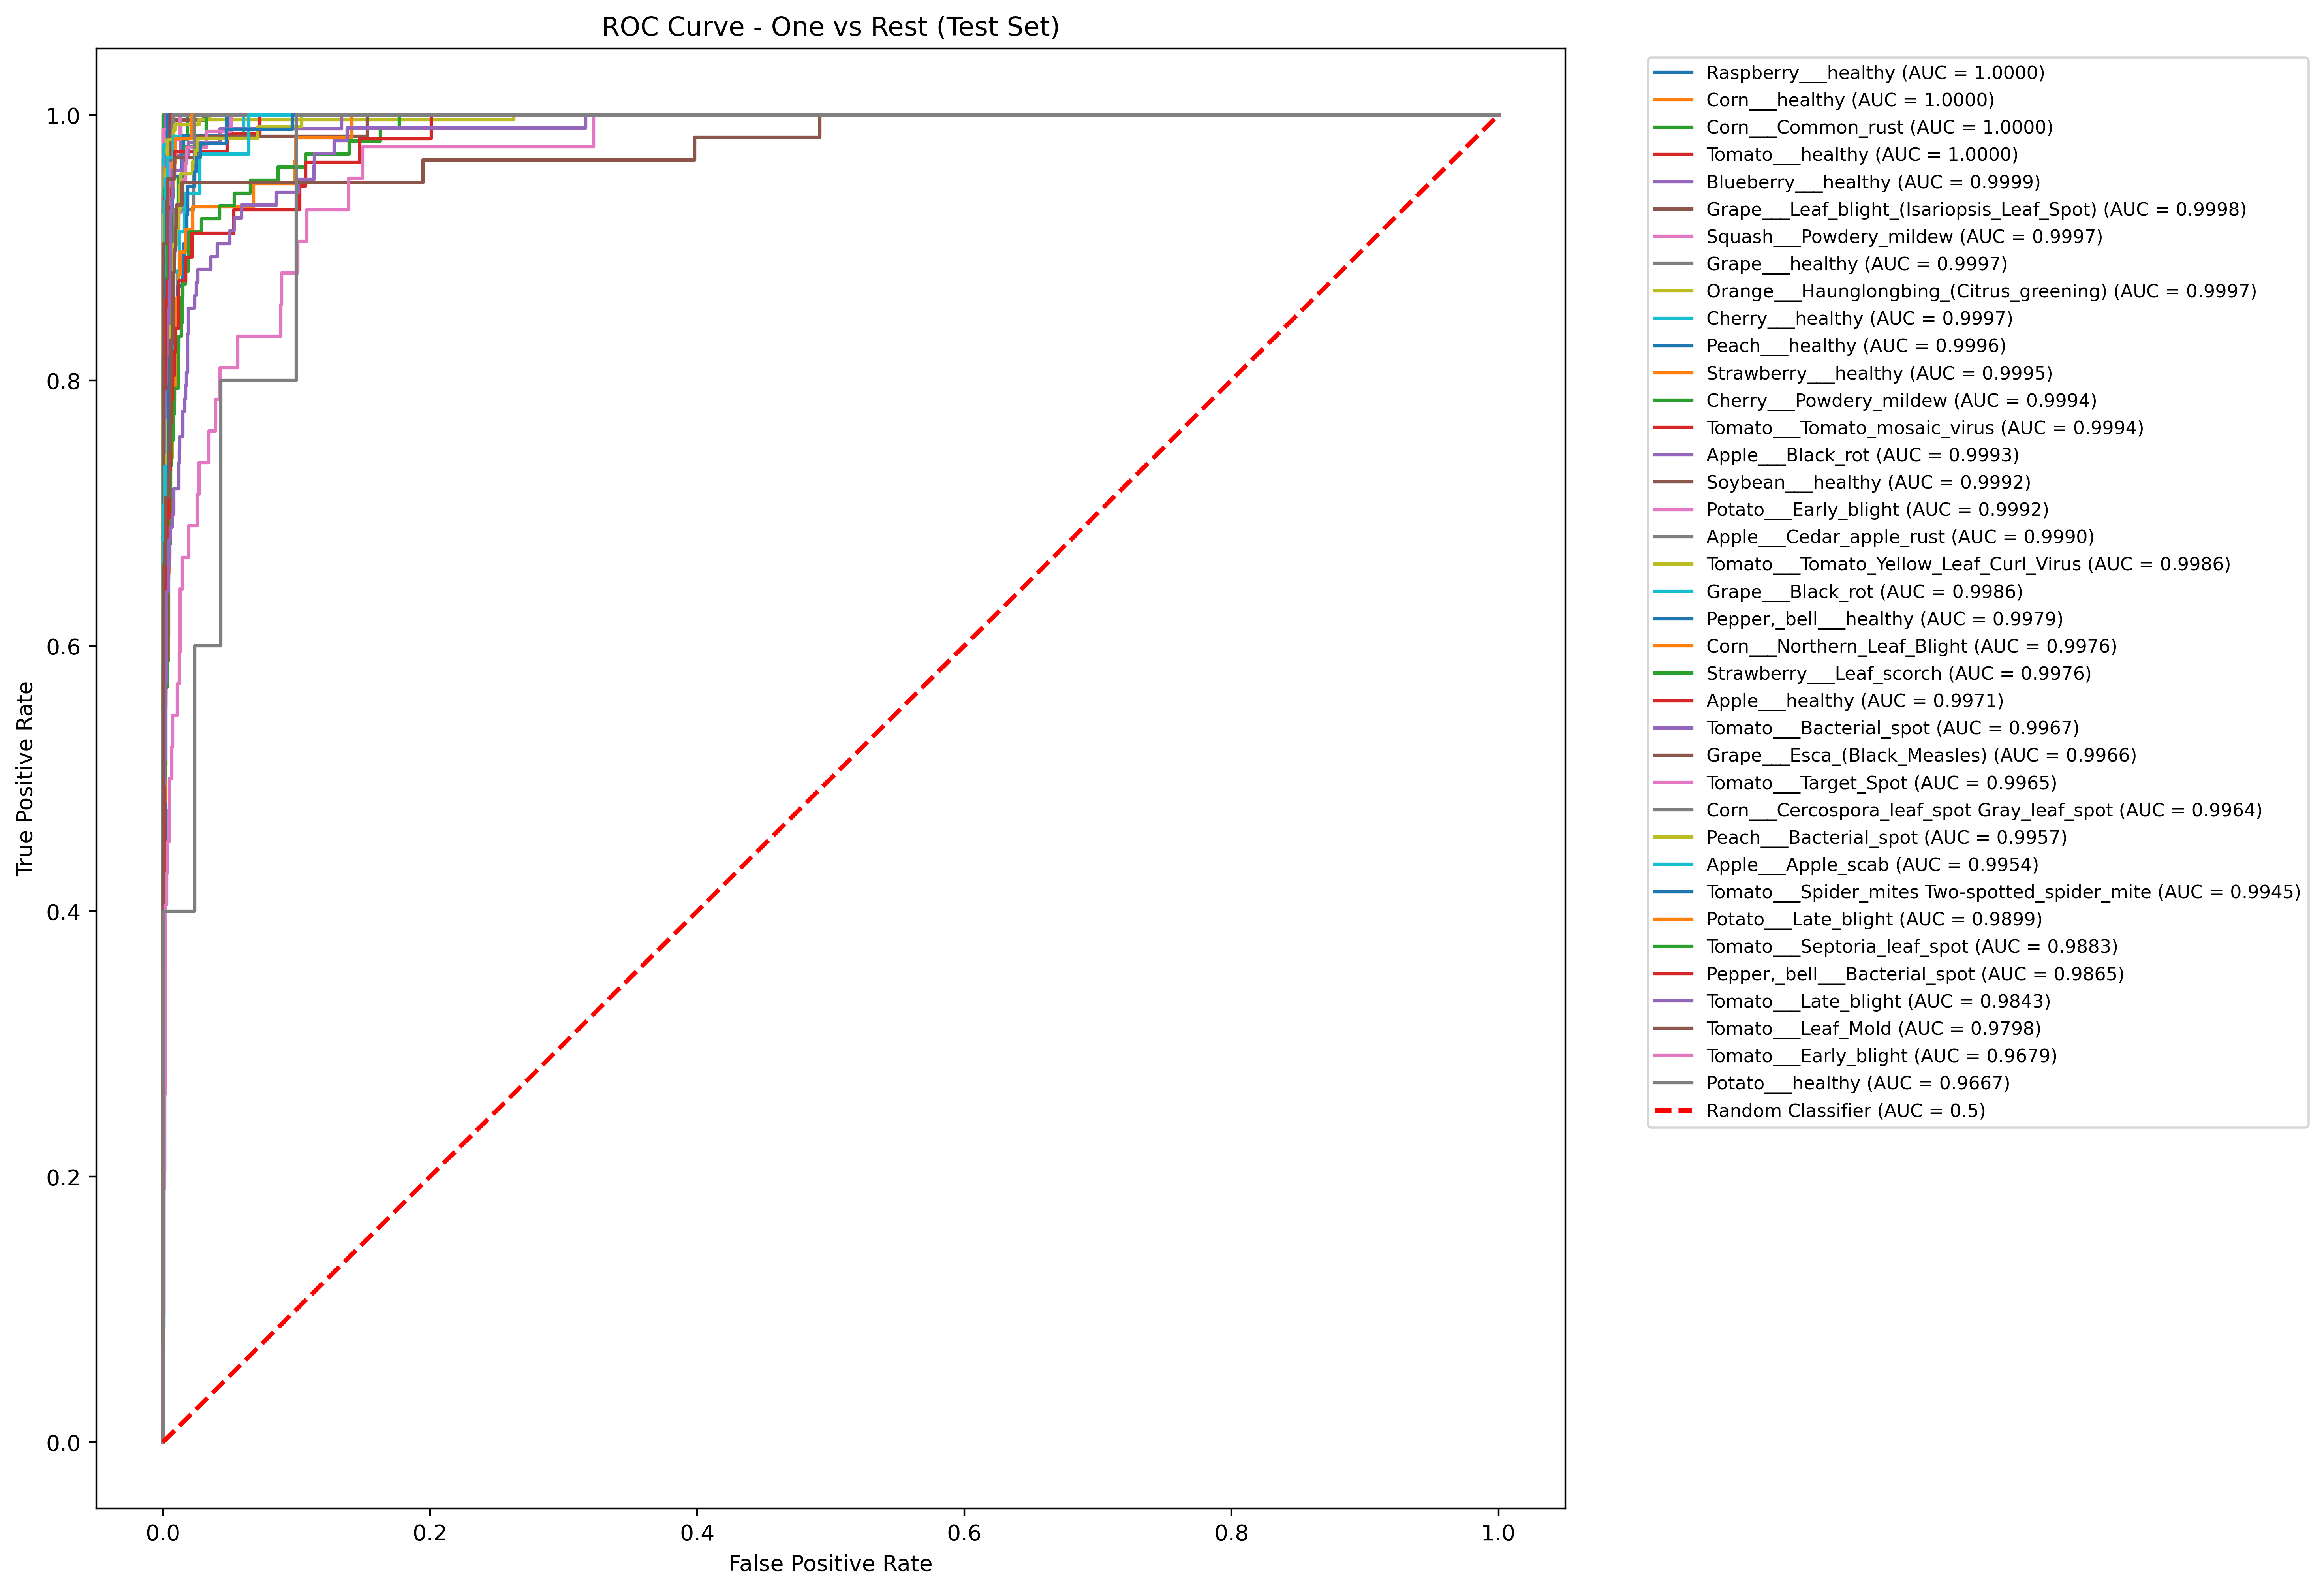 ROC Curve - One vs Rest (Test Set)
True Positive Rate
1.0
0.8
0.6
0.4
0.2
0.0
0.0
0.2
0.4
0.6
0.8
1.0
False Positive Rate
Raspberry___healthy (AUC = 1.0000)
Corn___healthy (AUC = 1.0000)
Corn___Common_rust (AUC = 1.0000)
Tomato___healthy (AUC = 1.0000)
Blueberry___healthy (AUC = 0.9999)
Grape___Leaf_blight_(Isariopsis_Leaf_Spot) (AUC = 0.9998)
Squash___Powdery_mildew (AUC = 0.9997)
Grape___healthy (AUC = 0.9997)
Orange___Haunglongbing_(Citrus_greening) (AUC = 0.9997)
Cherry___healthy (AUC = 0.9997)
Peach___healthy (AUC = 0.9996)
Strawberry___healthy (AUC = 0.9995)
Cherry___Powdery_mildew (AUC = 0.9994)
Tomato___Tomato_mosaic_virus (AUC = 0.9994)
Apple___Black_rot (AUC = 0.9993)
Soybean___healthy (AUC = 0.9992)
Potato___Early_blight (AUC = 0.9992)
Apple___Cedar_apple_rust (AUC = 0.9990)
Tomato___Tomato_Yellow_Leaf_Curl_Virus (AUC = 0.9986)
Grape___Black_rot (AUC = 0.9986)
Pepper,_bell___healthy (AUC = 0.9979)
Corn___Northern_Leaf_Blight (AUC = 0.9976)
Strawberry___Leaf_scorch (AUC = 0.9976)
Apple___healthy (AUC = 0.9971)
Tomato___Bacterial_spot (AUC = 0.9967)
Grape___Esca_(Black_Measles) (AUC = 0.9966)
Tomato___Target_Spot (AUC = 0.9965)
Corn___Cercospora_leaf_spot Gray_leaf_spot (AUC = 0.9964)
Peach___Bacterial_spot (AUC = 0.9957)
Apple___Apple_scab (AUC = 0.9954)
Tomato___Spider_mites Two-spotted_spider_mite (AUC = 0.9945)
Potato___Late_blight (AUC = 0.9899)
Tomato___Septoria_leaf_spot (AUC = 0.9883)
Pepper,_bell___Bacterial_spot (AUC = 0.9865)
Tomato___Late_blight (AUC = 0.9843)
Tomato___Leaf_Mold (AUC = 0.9798)
Tomato___Early_blight (AUC = 0.9679)
Potato___healthy (AUC = 0.9667)
Random Classifier (AUC = 0.5)